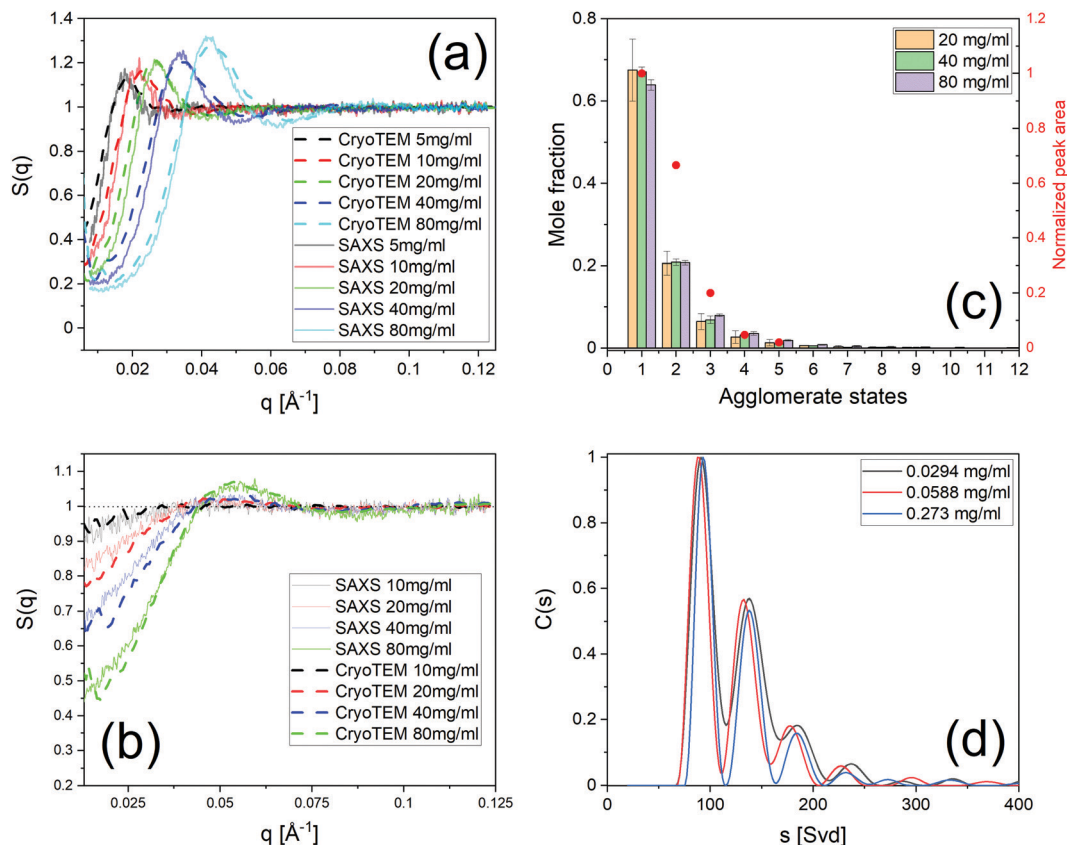 (a)
S(q)
1.4
1.2
1
0.8
0.6
0.4
0.2
0
CryoTEM 5mg/ml
CryoTEM 10mg/ml
CryoTEM 20mg/ml
CryoTEM 40mg/ml
CryoTEM 80mg/ml
SAXS 5mg/ml
SAXS 10mg/ml
SAXS 20mg/ml
SAXS 40mg/ml
SAXS 80mg/ml
0.02 0.04 0.06 0.08 0.1 0.12
q [Å⁻¹]
(c)
Mole fraction
0.8
0.6
0.4
0.2
0
20 mg/ml
40 mg/ml
80 mg/ml
Normalized peak area
1.2
1
0.8
0.6
0.4
0.2
0
0 1 2 3 4 5 6 7 8 9 10 11 12
Agglomerate states
(b)
S(q)
1.1
1
0.9
0.8
0.7
0.6
0.5
0.4
0.3
0.2
SAXS 10mg/ml
SAXS 20mg/ml
SAXS 40mg/ml
SAXS 80mg/ml
CryoTEM 10mg/ml
CryoTEM 20mg/ml
CryoTEM 40mg/ml
CryoTEM 80mg/ml
0.025 0.05 0.075 0.1 0.125
q [Å⁻¹]
(d)
C(s)
1
0.8
0.6
0.4
0.2
0
0.0294 mg/ml
0.0588 mg/ml
0.273 mg/ml
0 100 200 300 400
s [Svd]